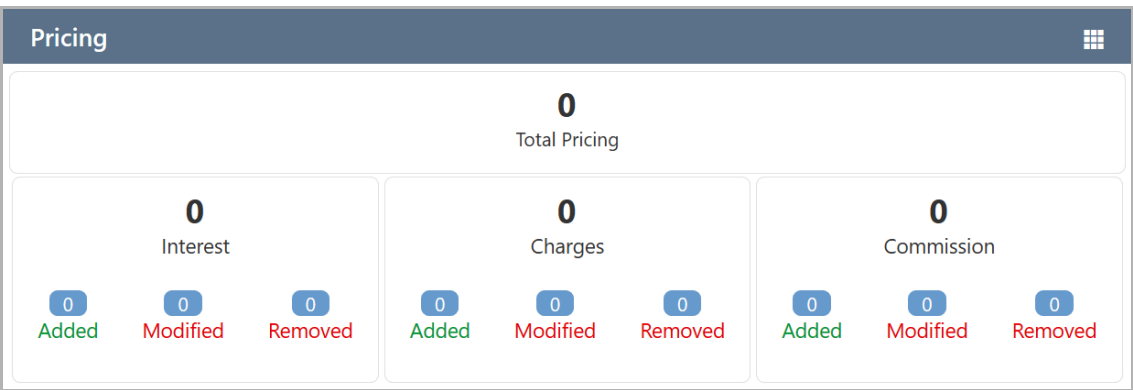 Pricing
0
Total Pricing
0
Interest
0 0 0
Added Modified Removed
0
Charges
0 0 0
Added Modified Removed
0
Commission
0 0 0
Added Modified Removed